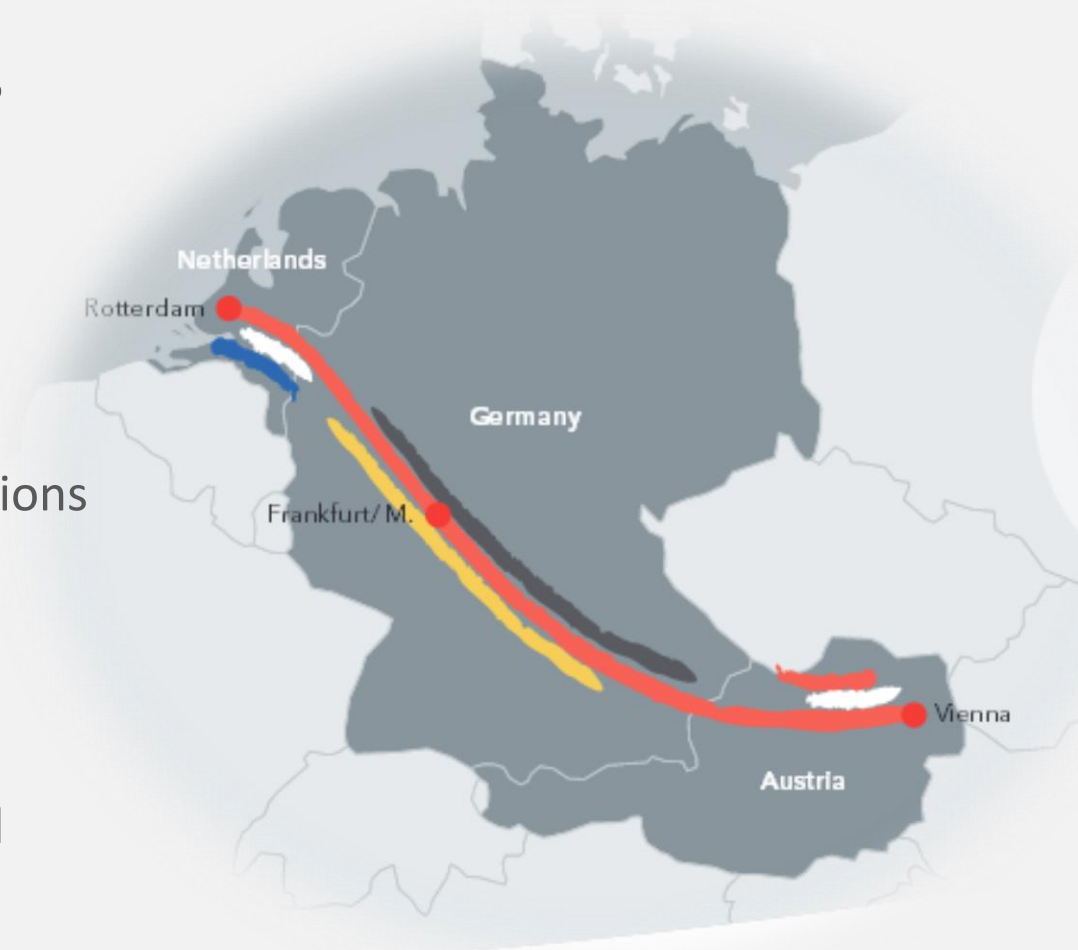 Netherlands
Rotterdam
Germany
ions
Frankfurt/ M.
Vienna
Austria